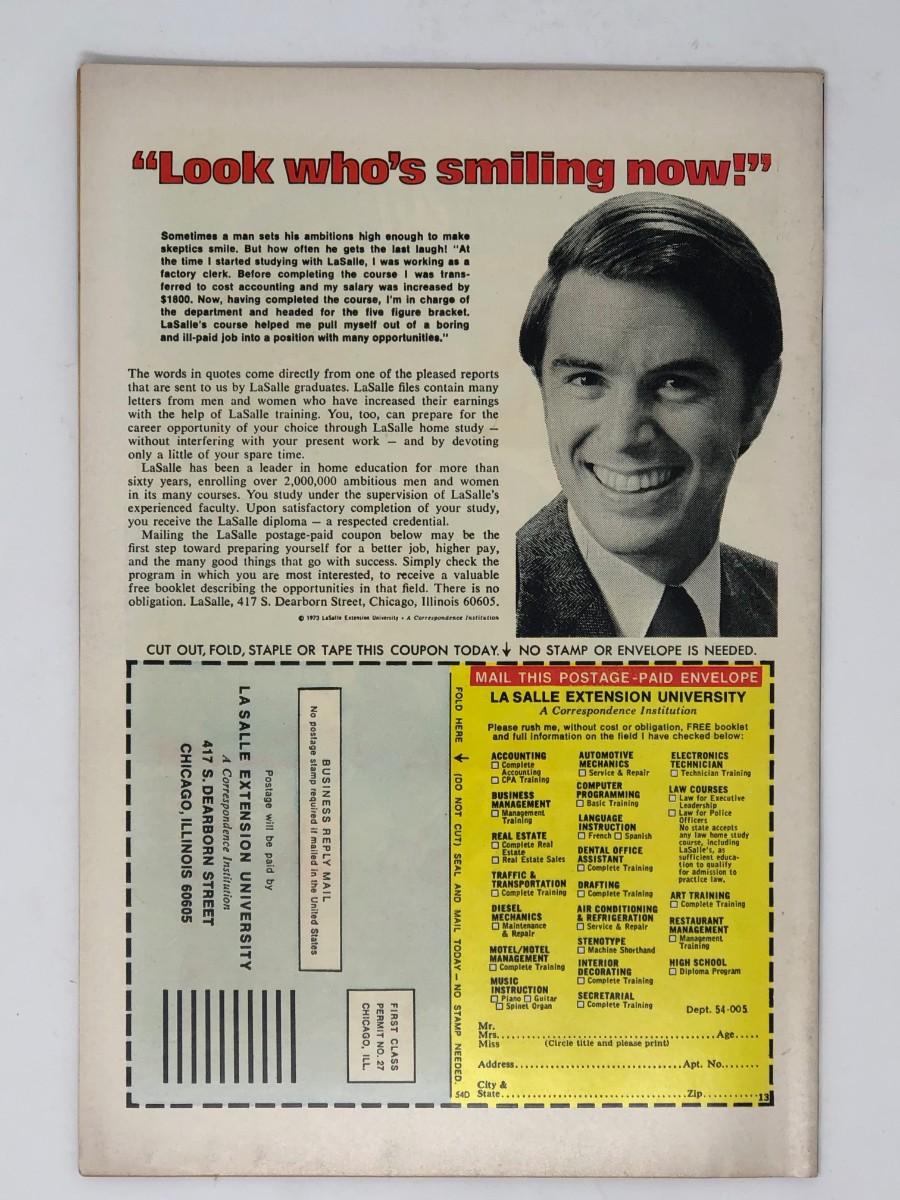 “Look who’s smiling now!”
Sometimes a man sets his ambitions high enough to make
skeptics smile. But how often he gets the last laugh! "At
the time I started studying with LaSalle, I was working as a
factory clerk. Before completing the course I was trans-
ferred to cost accounting and my salary was increased by
$1800. Now, having completed the course, I'm in charge of
the department and headed for the five figure bracket.
LaSalle's course helped me pull myself out of a boring
and ill-paid job into a position with many opportunities."
The words in quotes come directly from one of the pleased reports
that are sent to us by LaSalle graduates. LaSalle files contain many
letters from men and women who have increased their earnings
with the help of LaSalle training. You, too, can prepare for the
career opportunity of your choice through LaSalle home study —
without interfering with your present work — and by devoting
only a little of your spare time.
LaSalle has been a leader in home education for more than
sixty years, enrolling over 2,000,000 ambitious men and women
in its many courses. You study under the supervision of LaSalle's
experienced faculty. Upon satisfactory completion of your study,
you receive the LaSalle diploma — a respected credential.
Mailing the LaSalle postage-paid coupon below may be the
first step toward preparing yourself for a better job, higher pay,
and the many good things that go with success. Simply check the
program in which you are most interested, to receive a valuable
free booklet describing the opportunities in that field. There is no
obligation. LaSalle, 417 S. Dearborn Street, Chicago, Illinois 60605.
© 1973 LaSalle Extension University • A Correspondence Institution
CUT OUT, FOLD, STAPLE OR TAPE THIS COUPON TODAY. NO STAMP OR ENVELOPE IS NEEDED.
FIRST CLASS
PERMIT NO. 27
CHICAGO, ILL.
BUSINESS REPLY MAIL
No postage stamp required if mailed in the United States
Postage will be paid by
LA SALLE EXTENSION UNIVERSITY
A Correspondence Institution
417 S. DEARBORN STREET
CHICAGO, ILLINOIS 60605
FOLD HERE (DO NOT CUT) SEAL AND MAIL TODAY — NO STAMP NEEDED.
54D
MAIL THIS POSTAGE-PAID ENVELOPE
LA SALLE EXTENSION UNIVERSITY
A Correspondence Institution
Please rush me, without cost or obligation, FREE booklet
and full information on the field I have checked below:
ACCOUNTING
Complete
Accounting
CPA Training
BUSINESS
MANAGEMENT
Management
Training
REAL ESTATE
Complete Real
Estate
Real Estate Sales
TRAFFIC &
TRANSPORTATION
Complete Training
DIESEL
MECHANICS
Maintenance
& Repair
MOTEL/HOTEL
MANAGEMENT
Complete Training
MUSIC
INSTRUCTION
Piano Guitar
Spinet Organ
AUTOMOTIVE
MECHANICS
Service & Repair
COMPUTER
PROGRAMMING
Basic Training
LANGUAGE
INSTRUCTION
French Spanish
DENTAL OFFICE
ASSISTANT
Complete Training
DRAFTING
Complete Training
AIR CONDITIONING
& REFRIGERATION
Service & Repair
STENOTYPE
Machine Shorthand
INTERIOR
DECORATING
Complete Training
SECRETARIAL
Complete Training
ELECTRONICS
TECHNICIAN
Technician Training
LAW COURSES
Law for Executive
Leadership
Law for Police
Officers
No state accepts
any law home study
course, including
LaSalle's, as
sufficient educa-
tion to qualify
for admission to
practice law.
ART TRAINING
Complete Training
RESTAURANT
MANAGEMENT
Management
Training
HIGH SCHOOL
Diploma Program
Dept. 54-005
Mr.
Mrs. Age
Miss (Circle title and please print)
Address Apt. No.
City &
State Zip 13